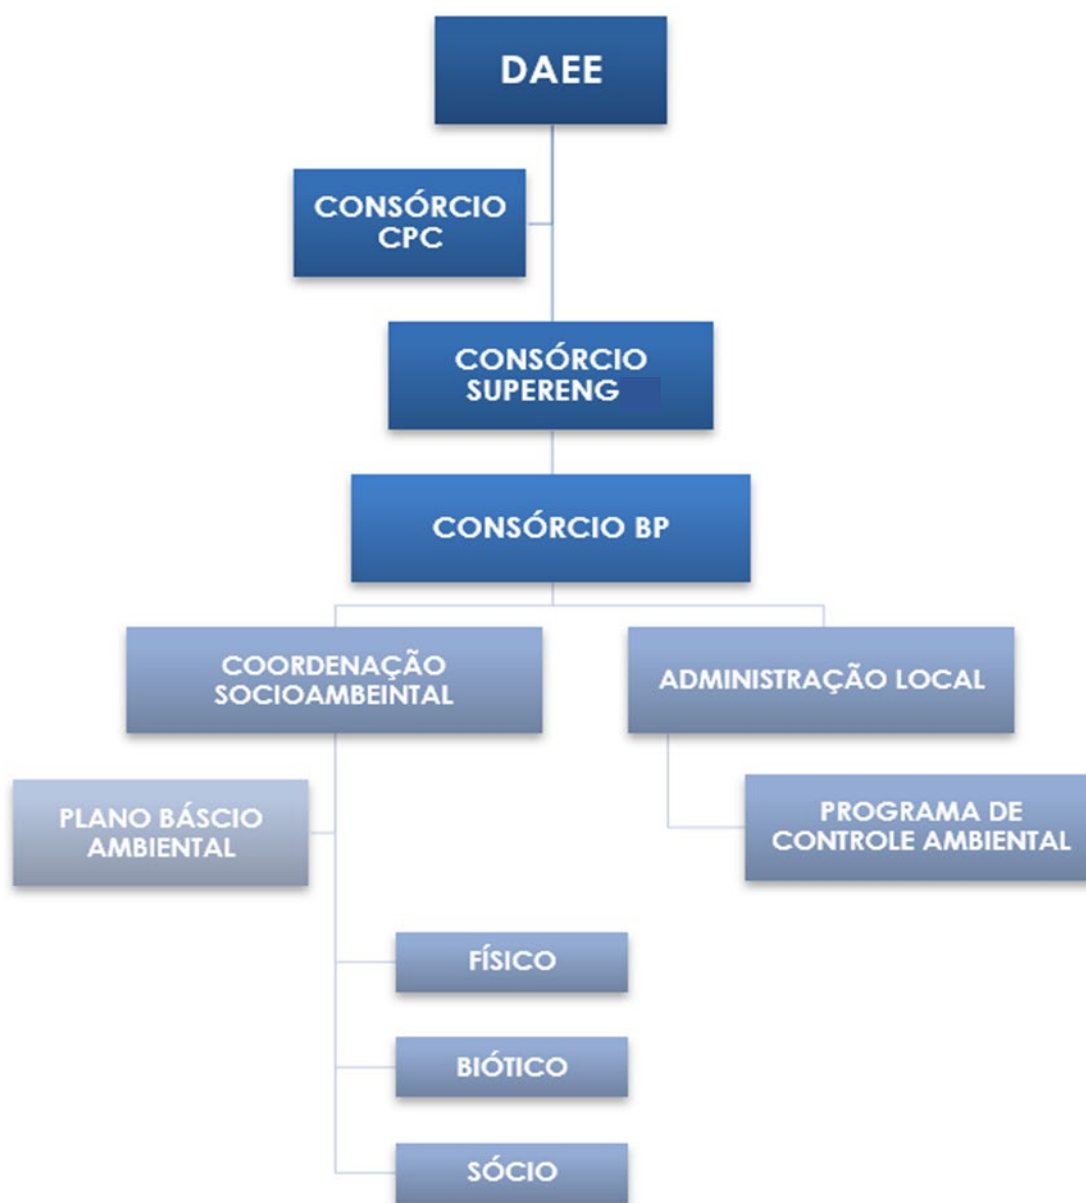 DAEE
CONSÓRCIO
CPC
CONSÓRCIO
SUPERENG
CONSÓRCIO BP
COORDENAÇÃO
SOCIOAMBEINTAL
ADMINISTRAÇÃO LOCAL
PLANO BÁSCIO
AMBIENTAL
PROGRAMA DE
CONTROLE AMBIENTAL
FÍSICO
BIÓTICO
SÓCIO